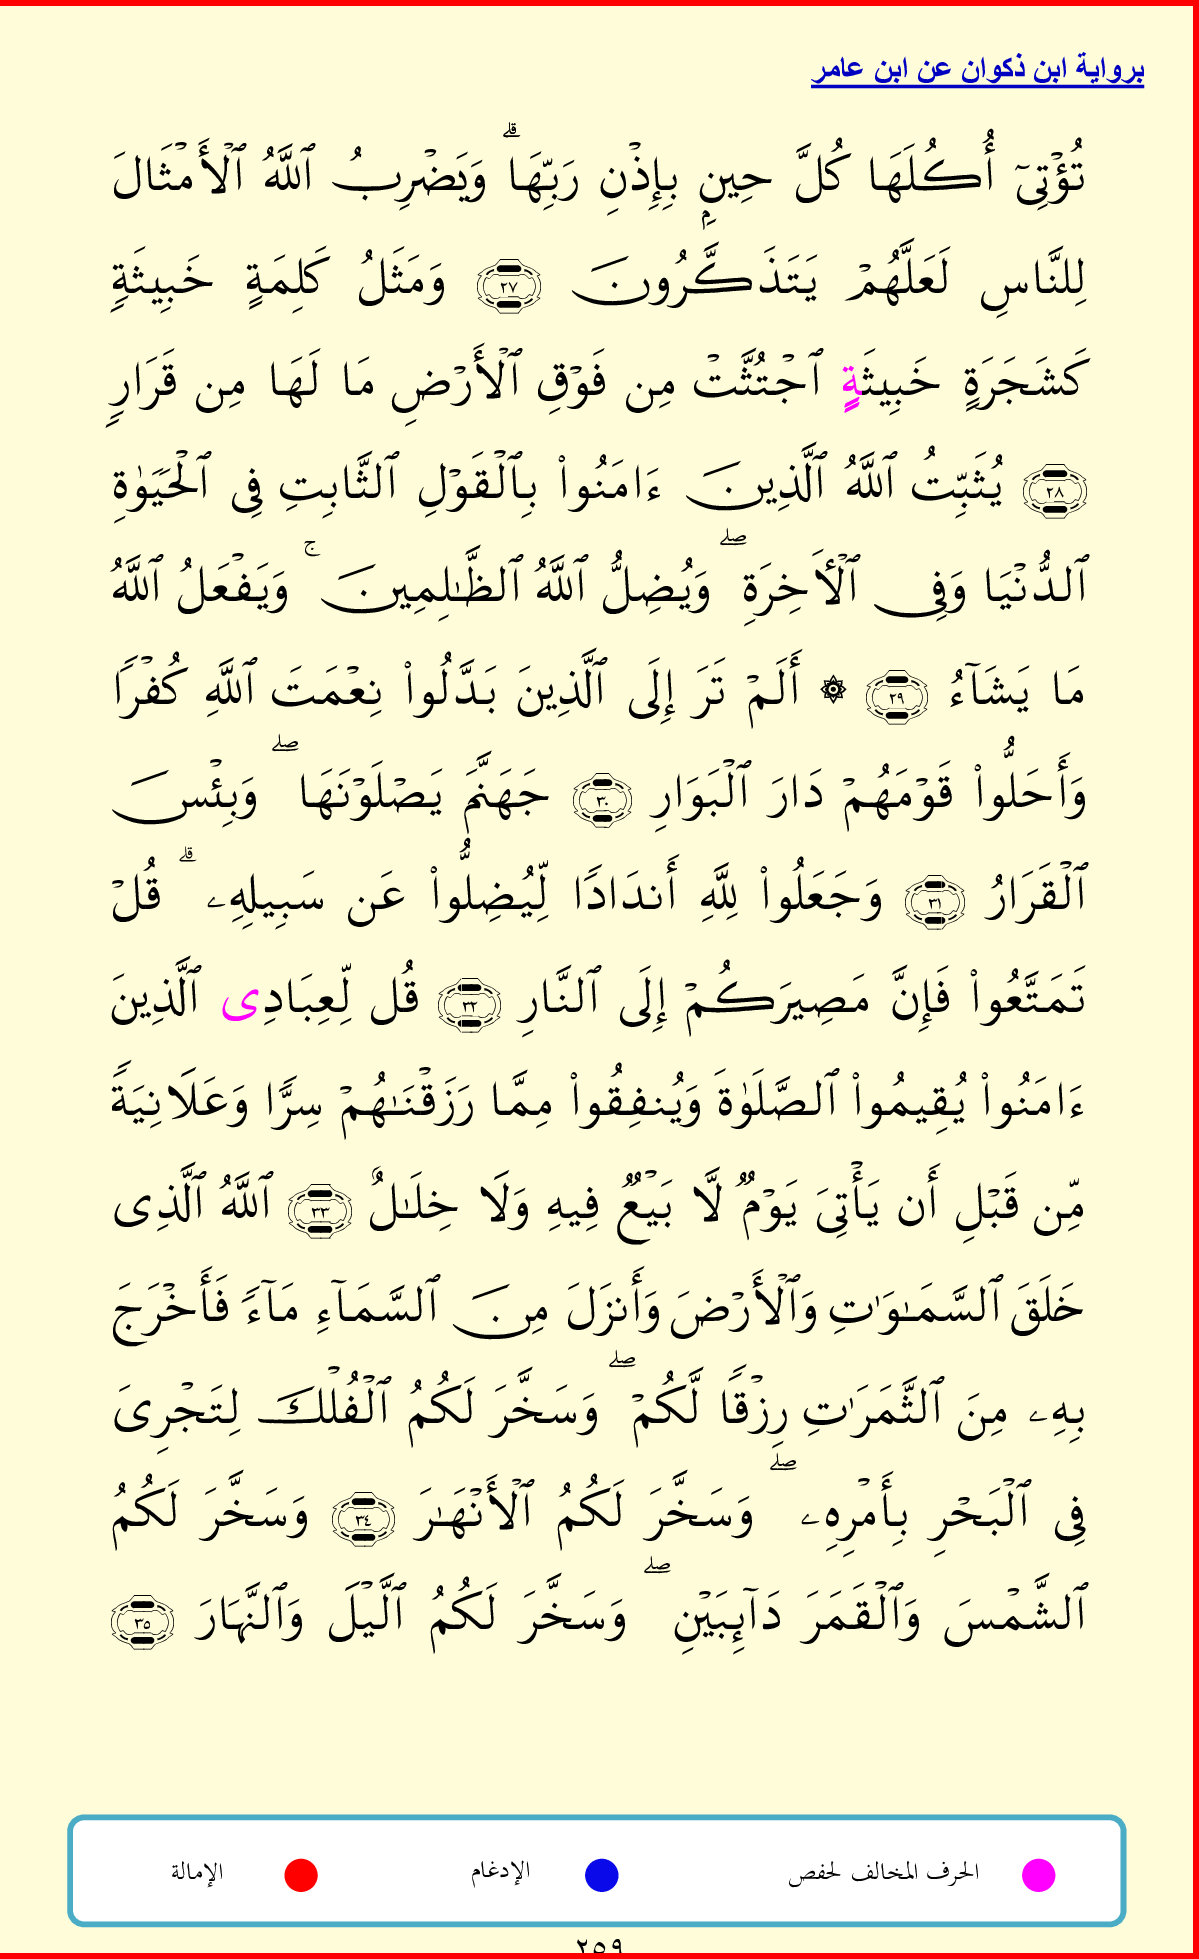 برواية ابن ذكوان عن ابن عامر
تُؤْتِىٓ أُكُلَهَا كُلَّ حِينٍۭ بِإِذْنِ رَبِّهَا ۗ وَيَضْرِبُ ٱللَّهُ ٱلْأَمْثَالَ
لِلنَّاسِ لَعَلَّهُمْ يَتَذَكَّرُونَ ٢٧ وَمَثَلُ كَلِمَةٍ خَبِيثَةٍ
كَشَجَرَةٍ خَبِيثَةٍ ٱجْتُثَّتْ مِن فَوْقِ ٱلْأَرْضِ مَا لَهَا مِن قَرَارٍ
٢٨ يُثَبِّتُ ٱللَّهُ ٱلَّذِينَ ءَامَنُوا۟ بِٱلْقَوْلِ ٱلثَّابِتِ فِى ٱلْحَيَوٰةِ
ٱلدُّنْيَا وَفِى ٱلْأَخِرَةِ ۖ وَيُضِلُّ ٱللَّهُ ٱلظَّـٰلِمِينَ ۚ وَيَفْعَلُ ٱللَّهُ
مَا يَشَآءُ ٢٩ ۞ أَلَمْ تَرَ إِلَى ٱلَّذِينَ بَدَّلُوا۟ نِعْمَتَ ٱللَّهِ كُفْرًا
وَأَحَلُّوا۟ قَوْمَهُمْ دَارَ ٱلْبَوَارِ ٣٠ جَهَنَّمَ يَصْلَوْنَهَا ۖ وَبِئْسَ
ٱلْقَرَارُ ٣١ وَجَعَلُوا۟ لِلَّهِ أَندَادًا لِّيُضِلُّوا۟ عَن سَبِيلِهِۦ ۗ قُلْ
تَمَتَّعُوا۟ فَإِنَّ مَصِيرَكُمْ إِلَى ٱلنَّارِ ٣٢ قُل لِّعِبَادِى ٱلَّذِينَ
ءَامَنُوا۟ يُقِيمُوا۟ ٱلصَّلَوٰةَ وَيُنفِقُوا۟ مِمَّا رَزَقْنَـٰهُمْ سِرًّا وَعَلَانِيَةً
مِّن قَبْلِ أَن يَأْتِىَ يَوْمٌ لَّا بَيْعٌ فِيهِ وَلَا خِلَـٰلٌ ٣٣ ٱللَّهُ ٱلَّذِى
خَلَقَ ٱلسَّمَـٰوَٰتِ وَٱلْأَرْضَ وَأَنزَلَ مِنَ ٱلسَّمَآءِ مَآءً فَأَخْرَجَ
بِهِۦ مِنَ ٱلثَّمَرَٰتِ رِزْقًا لَّكُمْ ۖ وَسَخَّرَ لَكُمُ ٱلْفُلْكَ لِتَجْرِىَ
فِى ٱلْبَحْرِ بِأَمْرِهِۦ ۖ وَسَخَّرَ لَكُمُ ٱلْأَنْهَـٰرَ ٣٤ وَسَخَّرَ لَكُمُ
ٱلشَّمْسَ وَٱلْقَمَرَ دَآئِبَيْنِ ۖ وَسَخَّرَ لَكُمُ ٱلَّيْلَ وَٱلنَّهَارَ ٣٥
الحرف المخالف لحفص الإدغام الإمالة
٢٥٩